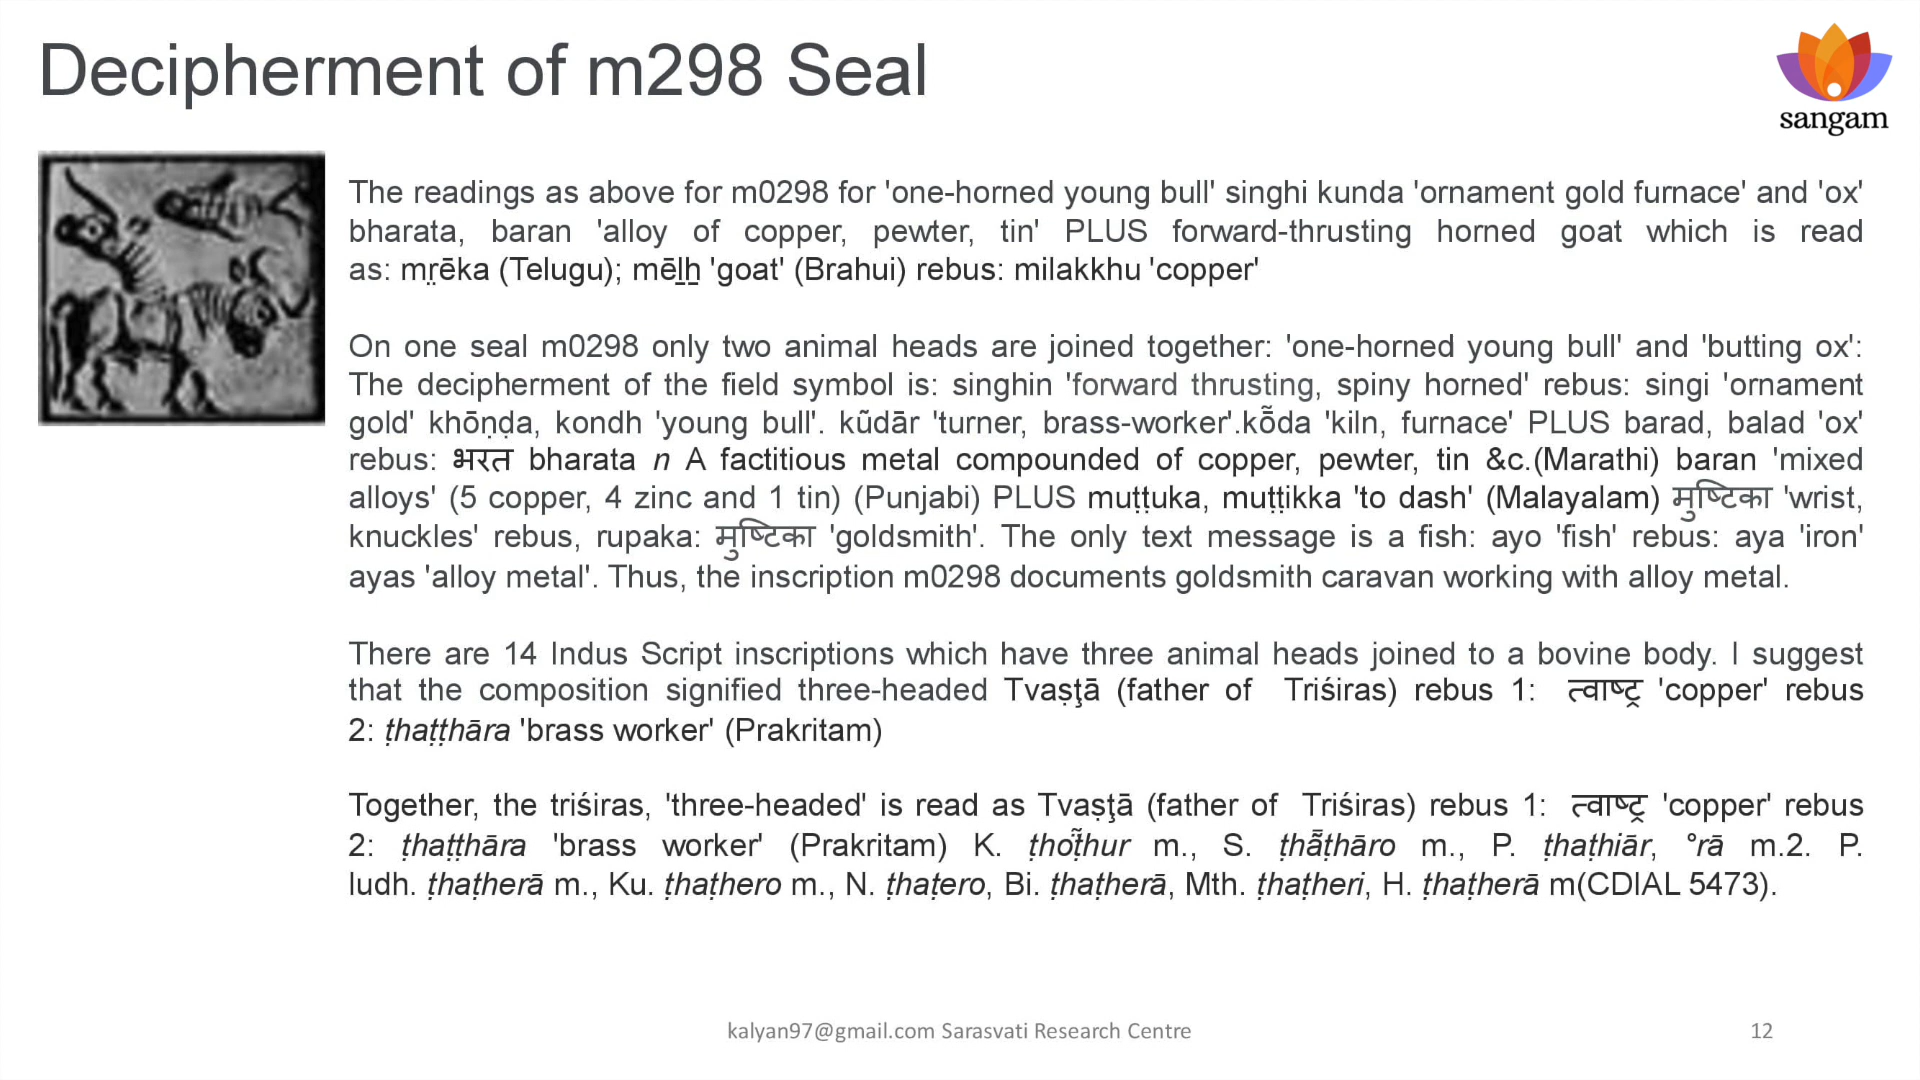 Decipherment of m298 Seal
sangam
The readings as above for m0298 for 'one-horned young bull' singhi kunda 'ornament gold furnace' and 'ox'
bharata, baran 'alloy of copper, pewter, tin' PLUS forward-thrusting horned goat which is read
as: mr̤ēka (Telugu); mēḻẖ 'goat' (Brahui) rebus: milakkhu 'copper'
On one seal m0298 only two animal heads are joined together: 'one-horned young bull' and 'butting ox':
The decipherment of the field symbol is: singhin 'forward thrusting, spiny horned' rebus: singi 'ornament
gold' khōṇḍa, kondh 'young bull'. kũdār 'turner, brass-worker'.kō̃da 'kiln, furnace' PLUS barad, balad 'ox'
rebus: भरत bharata n A factitious metal compounded of copper, pewter, tin &c.(Marathi) baran 'mixed
alloys' (5 copper, 4 zinc and 1 tin) (Punjabi) PLUS muṭṭuka, muṭṭikka 'to dash' (Malayalam) मुष्टिका 'wrist,
knuckles' rebus, rupaka: मुष्टिका 'goldsmith'. The only text message is a fish: ayo 'fish' rebus: aya 'iron'
ayas 'alloy metal'. Thus, the inscription m0298 documents goldsmith caravan working with alloy metal.
There are 14 Indus Script inscriptions which have three animal heads joined to a bovine body. I suggest
that the composition signified three-headed Tvaṣţā (father of Triśiras) rebus 1: त्वाष्ट्र 'copper' rebus
2: ṭhaṭṭhāra 'brass worker' (Prakritam)
Together, the triśiras, 'three-headed' is read as Tvaṣţā (father of Triśiras) rebus 1: त्वाष्ट्र 'copper' rebus
2: ṭhaṭṭhāra 'brass worker' (Prakritam) K. ṭhö̃ṭhur m., S. ṭhā̃ṭhāro m., P. ṭhaṭhiār, °rā m.2. P.
ludh. ṭhaṭherā m., Ku. ṭhaṭhero m., N. ṭhaṭero, Bi. ṭhaṭherā, Mth. ṭhaṭheri, H. ṭhaṭherā m(CDIAL 5473).
kalyan97@gmail.com Sarasvati Research Centre
12